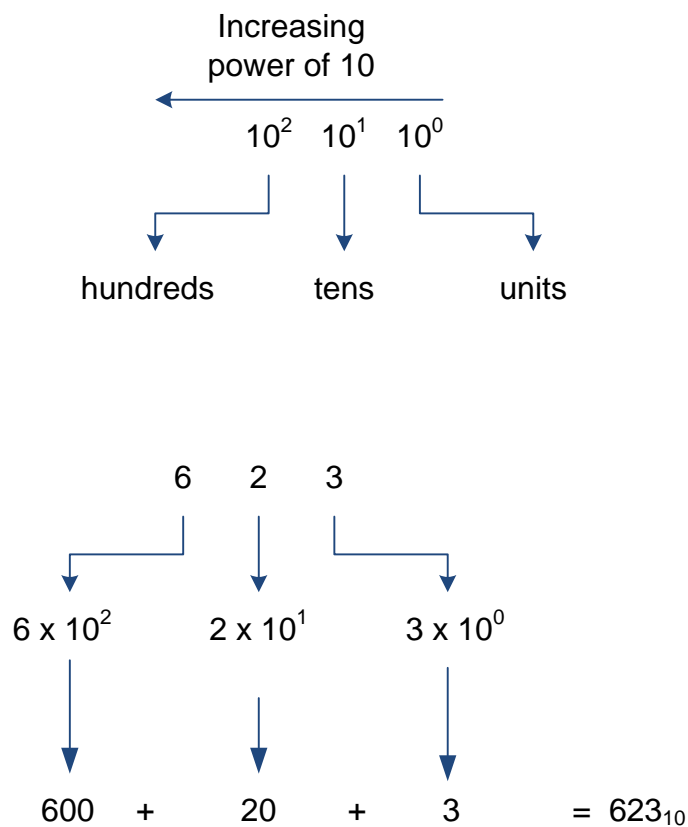 Increasing
power of 10
10² 10¹ 10⁰
hundreds tens units
6 2 3
6 x 10² 2 x 10¹ 3 x 10⁰
600 + 20 + 3 = 623₁₀